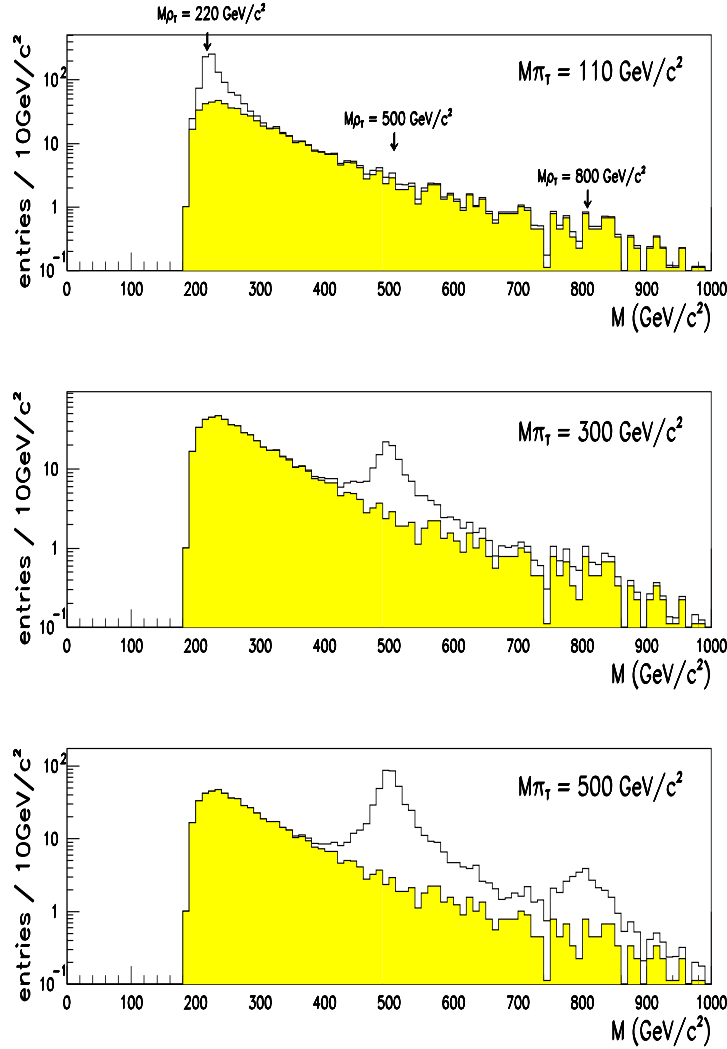 Mρ_T = 220 GeV/c²
Mπ_T = 110 GeV/c²
Mρ_T = 500 GeV/c²
Mρ_T = 800 GeV/c²
entries / 10GeV/c²
10²
10
1
10⁻¹
0 100 200 300 400 500 600 700 800 900 1000
M (GeV/c²)
Mπ_T = 300 GeV/c²
entries / 10GeV/c²
10
1
10⁻¹
0 100 200 300 400 500 600 700 800 900 1000
M (GeV/c²)
Mπ_T = 500 GeV/c²
entries / 10GeV/c²
10²
10
1
10⁻¹
0 100 200 300 400 500 600 700 800 900 1000
M (GeV/c²)